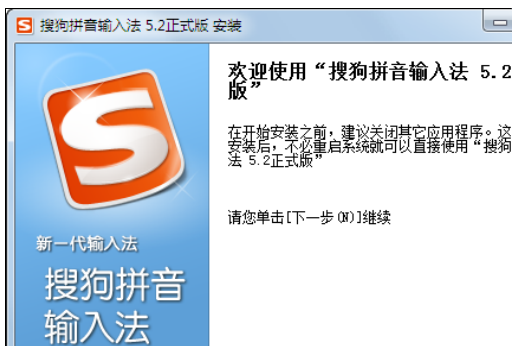 搜狗拼音输入法 5.2正式版 安装
欢迎使用“搜狗拼音输入法 5.2
版”
在开始安装之前，建议关闭其它应用程序。这
安装后，不必重启系统就可以直接使用“搜狗
法 5.2正式版”
请您单击[下一步(N)]继续
新一代输入法
搜狗拼音
输入法